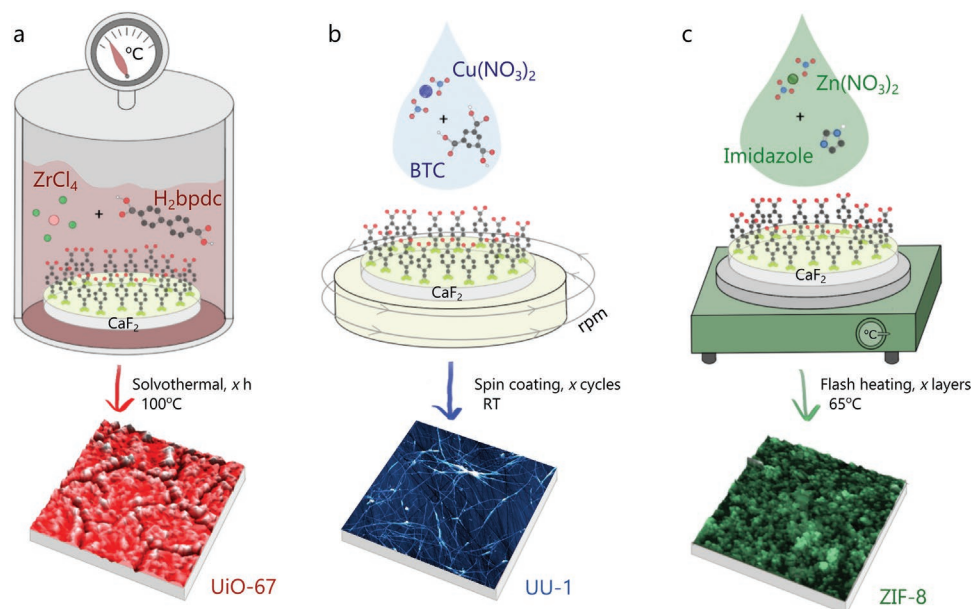 a
°C
ZrCl4
+
H2bpdc
CaF2
Solvothermal, x h
100°C
UiO-67
b
Cu(NO3)2
+
BTC
CaF2
rpm
Spin coating, x cycles
RT
UU-1
c
Zn(NO3)2
+
Imidazole
CaF2
°C
Flash heating, x layers
65°C
ZIF-8